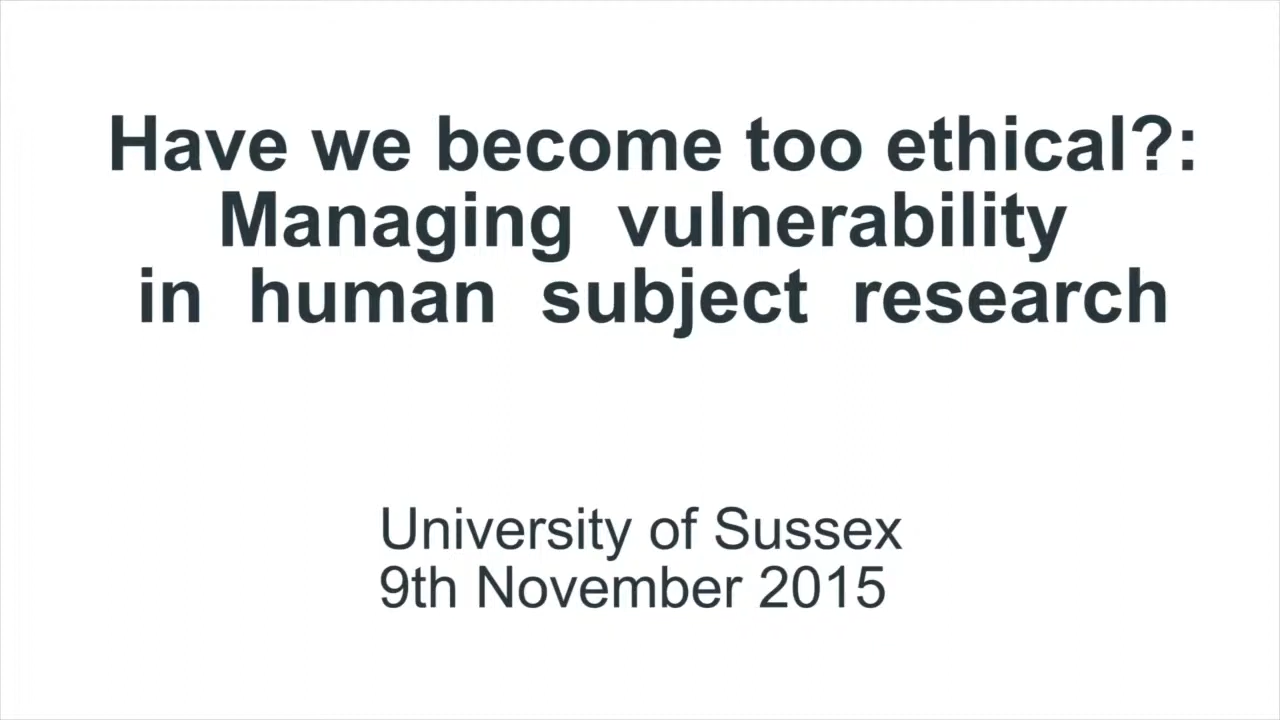 Have we become too ethical?:
Managing vulnerability
in human subject research
University of Sussex
9th November 2015